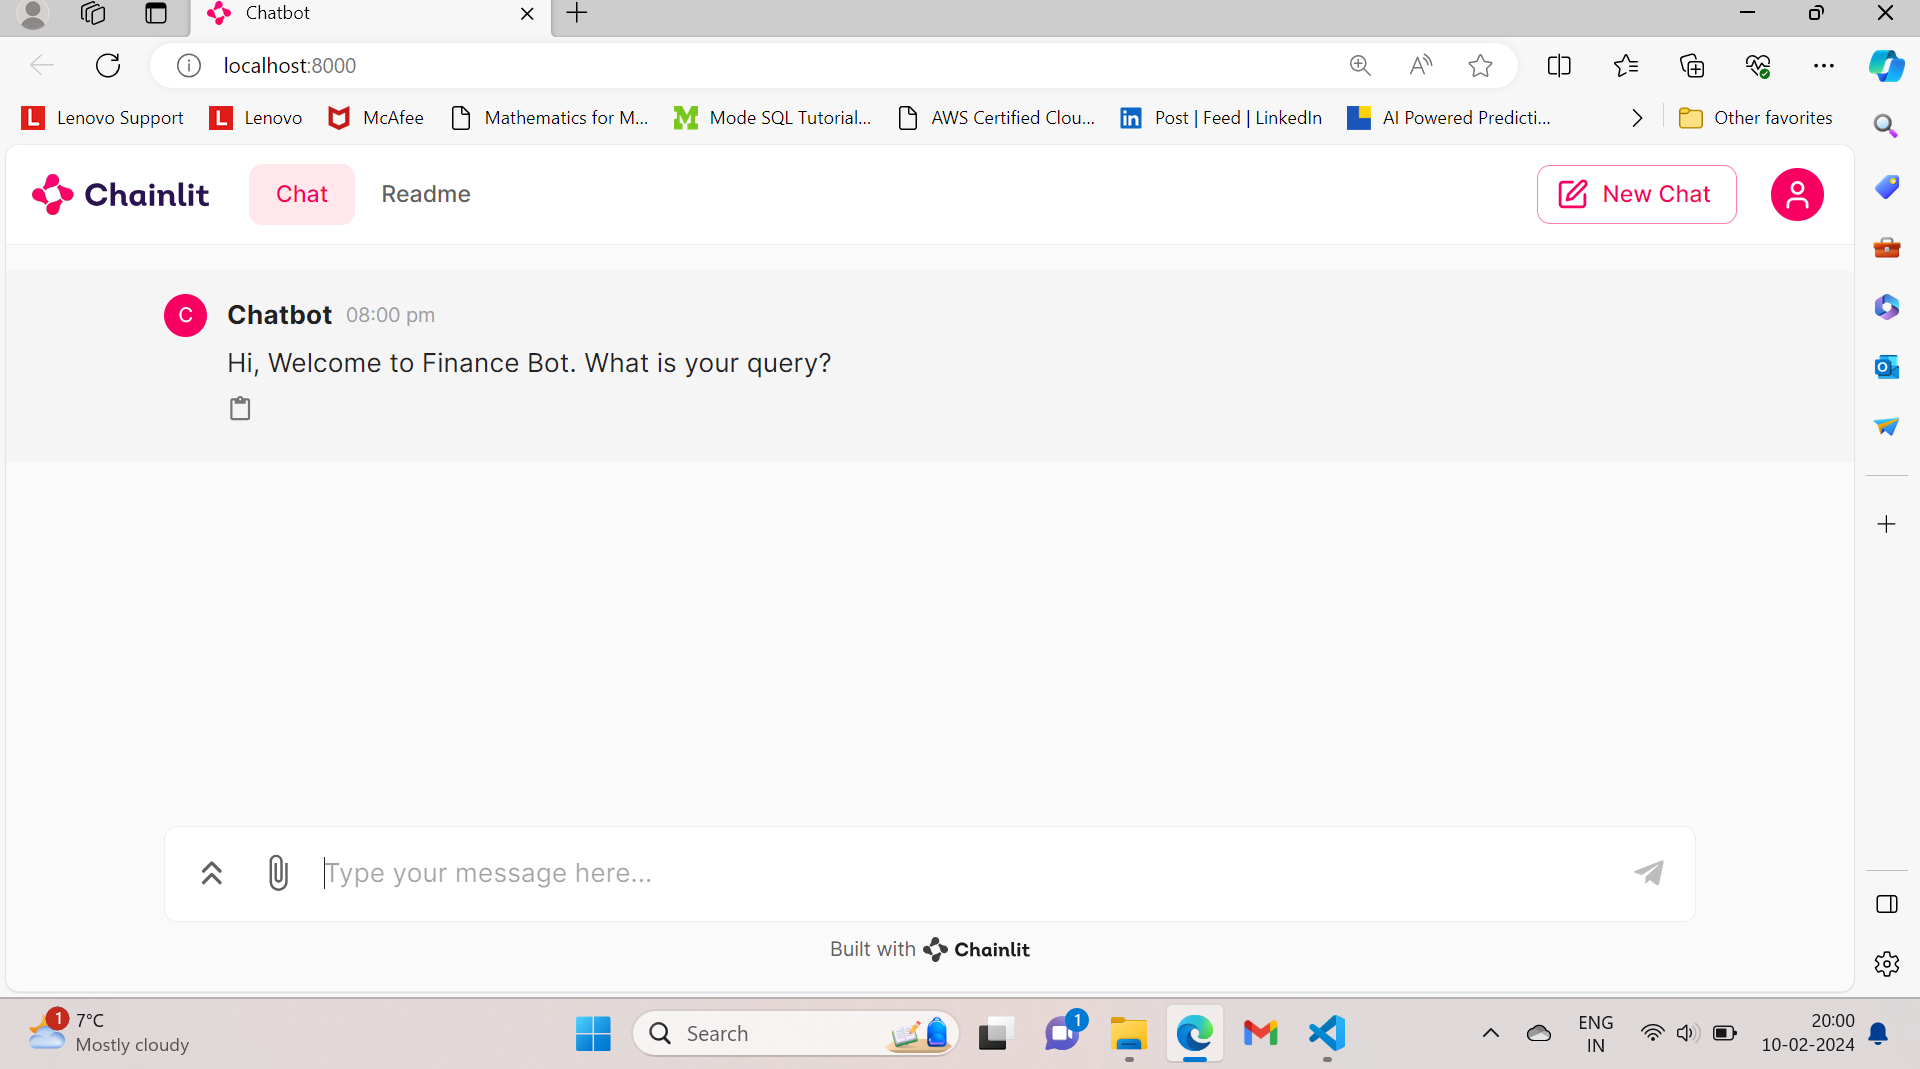 Chatbot
localhost:8000
Lenovo Support
Lenovo
McAfee
Mathematics for M...
Mode SQL Tutorial...
AWS Certified Clou...
Post | Feed | LinkedIn
AI Powered Predicti...
Other favorites
Chainlit
Chat
Readme
New Chat
C
Chatbot 08:00 pm
Hi, Welcome to Finance Bot. What is your query?
Type your message here...
Built with Chainlit
1
7°C
Mostly cloudy
Search
1
ENG
IN
20:00
10-02-2024